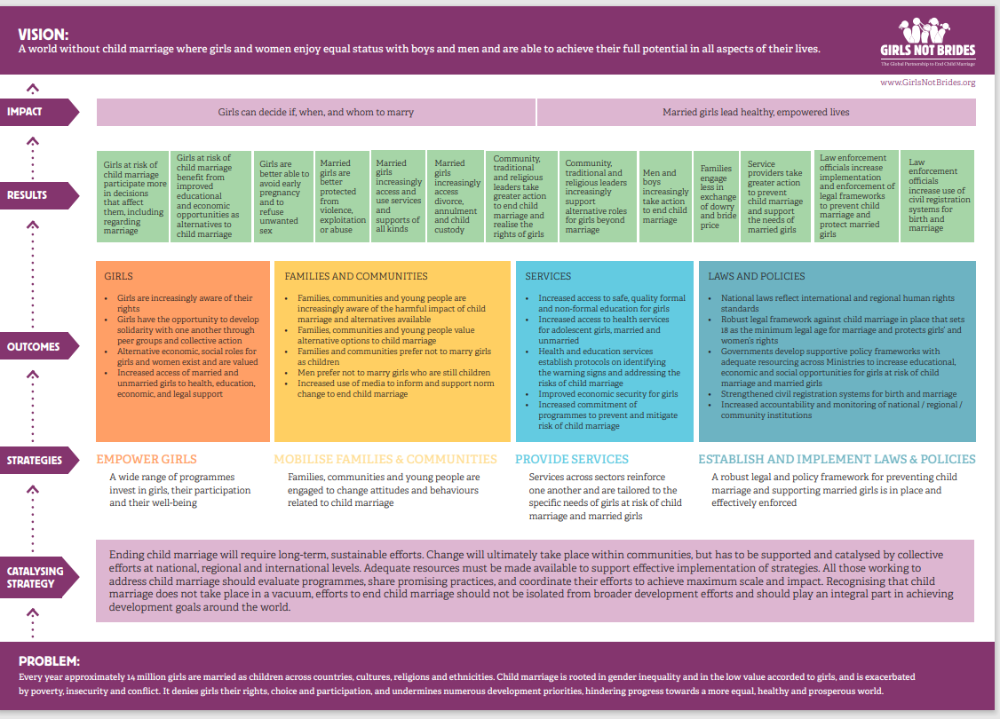 VISION:
A world without child marriage where girls and women enjoy equal status with boys and men and are able to achieve their full potential in all aspects of their lives.
GIRLS NOT BRIDES
The Global Partnership to End Child Marriage
www.GirlsNotBrides.org
IMPACT
Girls can decide if, when, and whom to marry
Married girls lead healthy, empowered lives
RESULTS
Girls at risk of
child marriage
participate more
in decisions
that affect
them, including
regarding
marriage
Girls at risk of
child marriage
benefit from
improved
educational
and economic
opportunities as
alternatives to
child marriage
Girls are
better able to
avoid early
pregnancy
and to
refuse
unwanted
sex
Married
girls are
better
protected
from
violence,
exploitation
or abuse
Married
girls
increasingly
access and
use services
and
supports of
all kinds
Married
girls
increasingly
access
divorce,
annulment
and child
custody
Community,
traditional
and religious
leaders take
greater action
to end child
marriage and
realise the
rights of girls
Community,
traditional and
religious leaders
increasingly
support
alternative roles
for girls beyond
marriage
Men and
boys
increasingly
take action
to end child
marriage
Families
engage
less in
exchange
of dowry
and bride
price
Service
providers take
greater action
to prevent
child marriage
and support
the needs of
married girls
Law enforcement
officials increase
implementation
and enforcement of
legal frameworks
to prevent child
marriage and
protect married
girls
Law
enforcement
officials
increase use of
civil registration
systems for
birth and
marriage
OUTCOMES
GIRLS
• Girls are increasingly aware of their
rights
• Girls have the opportunity to develop
solidarity with one another through
peer groups and collective action
• Alternative economic, social roles for
girls and women exist and are valued
• Increased access of married and
unmarried girls to health, education,
economic, and legal support
FAMILIES AND COMMUNITIES
• Families, communities and young people are
increasingly aware of the harmful impact of child
marriage and alternatives available
• Families, communities and young people value
alternative options to child marriage
• Families and communities prefer not to marry girls
as children
• Men prefer not to marry girls who are still children
• Increased use of media to inform and support norm
change to end child marriage
SERVICES
• Increased access to safe, quality formal
and non-formal education for girls
• Increased access to health services
for adolescent girls, married and
unmarried
• Health and education services
establish protocols on identifying
the warning signs and addressing the
risks of child marriage
• Improved economic security for girls
• Increased commitment of
programmes to prevent and mitigate
risk of child marriage
LAWS AND POLICIES
• National laws reflect international and regional human rights
standards
• Robust legal framework against child marriage in place that sets
18 as the minimum legal age for marriage and protects girls' and
women's rights
• Governments develop supportive policy frameworks with
adequate resourcing across Ministries to increase educational,
economic and social opportunities for girls at risk of child
marriage and married girls
• Strengthened civil registration systems for birth and marriage
• Increased accountability and monitoring of national / regional /
community institutions
STRATEGIES
EMPOWER GIRLS
A wide range of programmes
invest in girls, their participation
and their well-being
MOBILISE FAMILIES & COMMUNITIES
Families, communities and young people are
engaged to change attitudes and behaviours
related to child marriage
PROVIDE SERVICES
Services across sectors reinforce
one another and are tailored to the
specific needs of girls at risk of child
marriage and married girls
ESTABLISH AND IMPLEMENT LAWS & POLICIES
A robust legal and policy framework for preventing child
marriage and supporting married girls is in place and
effectively enforced
CATALYSING
STRATEGY
Ending child marriage will require long-term, sustainable efforts. Change will ultimately take place within communities, but has to be supported and catalysed by collective
efforts at national, regional and international levels. Adequate resources must be made available to support effective implementation of strategies. All those working to
address child marriage should evaluate programmes, share promising practices, and coordinate their efforts to achieve maximum scale and impact. Recognising that child
marriage does not take place in a vacuum, efforts to end child marriage should not be isolated from broader development efforts and should play an integral part in achieving
development goals around the world.
PROBLEM:
Every year approximately 14 million girls are married as children across countries, cultures, religions and ethnicities. Child marriage is rooted in gender inequality and in the low value accorded to girls, and is exacerbated
by poverty, insecurity and conflict. It denies girls their rights, choice and participation, and undermines numerous development priorities, hindering progress towards a more equal, healthy and prosperous world.